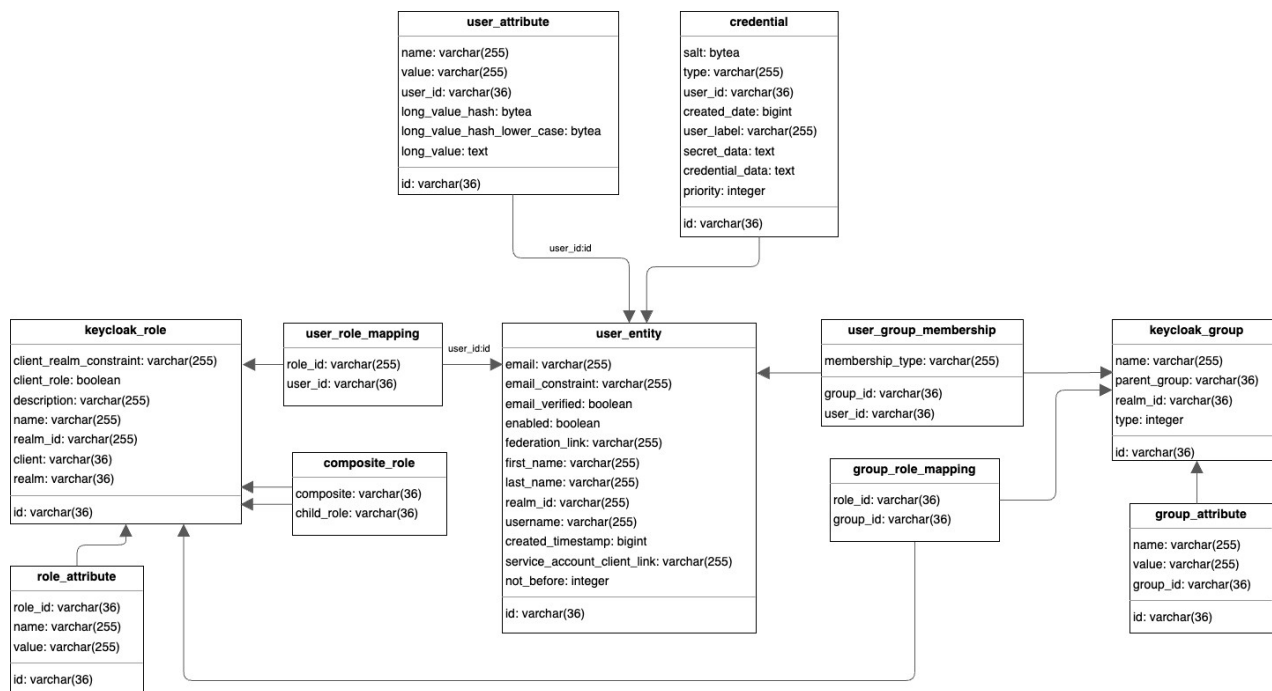 user_attribute
name: varchar(255)
value: varchar(255)
user_id: varchar(36)
long_value_hash: bytea
long_value_hash_lower_case: bytea
long_value: text
id: varchar(36)
credential
salt: bytea
type: varchar(255)
user_id: varchar(36)
created_date: bigint
user_label: varchar(255)
secret_data: text
credential_data: text
priority: integer
id: varchar(36)
user_id:id
keycloak_role
client_realm_constraint: varchar(255)
client_role: boolean
description: varchar(255)
name: varchar(255)
realm_id: varchar(255)
client: varchar(36)
realm: varchar(36)
id: varchar(36)
user_role_mapping
role_id: varchar(255)
user_id: varchar(36)
user_id:id
composite_role
composite: varchar(36)
child_role: varchar(36)
role_attribute
role_id: varchar(36)
name: varchar(255)
value: varchar(255)
id: varchar(36)
user_entity
email: varchar(255)
email_constraint: varchar(255)
email_verified: boolean
enabled: boolean
federation_link: varchar(255)
first_name: varchar(255)
last_name: varchar(255)
realm_id: varchar(255)
username: varchar(255)
created_timestamp: bigint
service_account_client_link: varchar(255)
not_before: integer
id: varchar(36)
user_group_membership
membership_type: varchar(255)
group_id: varchar(36)
user_id: varchar(36)
group_role_mapping
role_id: varchar(36)
group_id: varchar(36)
keycloak_group
name: varchar(255)
parent_group: varchar(36)
realm_id: varchar(36)
type: integer
id: varchar(36)
group_attribute
name: varchar(255)
value: varchar(255)
group_id: varchar(36)
id: varchar(36)